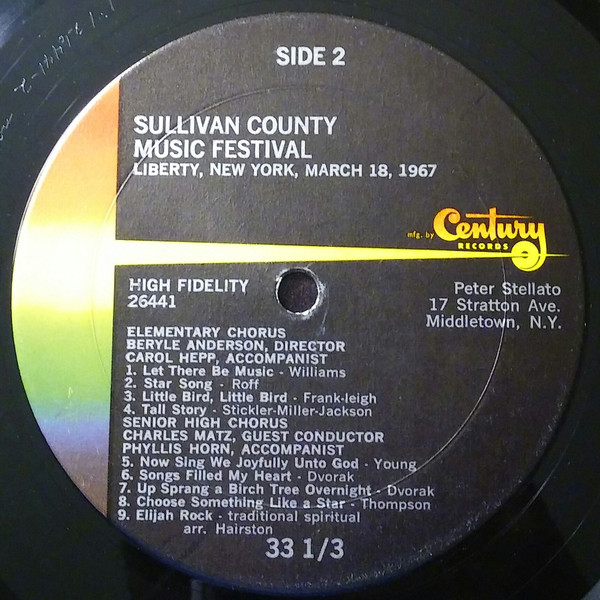 SIDE 2
SULLIVAN COUNTY
MUSIC FESTIVAL
LIBERTY, NEW YORK, MARCH 18, 1967
mfg. by Century
RECORDS
HIGH FIDELITY
26441
Peter Stellato
17 Stratton Ave.
Middletown, N.Y.
ELEMENTARY CHORUS
BERYLE ANDERSON, DIRECTOR
CAROL HEPP, ACCOMPANIST
1. Let There Be Music - Williams
2. Star Song - Roff
3. Little Bird, Little Bird - Frank-leigh
4. Tall Story - Stickler-Miller-Jackson
SENIOR HIGH CHORUS
CHARLES MATZ, GUEST CONDUCTOR
PHYLLIS HORN, ACCOMPANIST
5. Now Sing We Joyfully Unto God - Young
6. Songs Filled My Heart - Dvorak
7. Up Sprang a Birch Tree Overnight - Dvorak
8. Choose Something Like a Star - Thompson
9. Elijah Rock - traditional spiritual
arr. Hairston
33 1/3